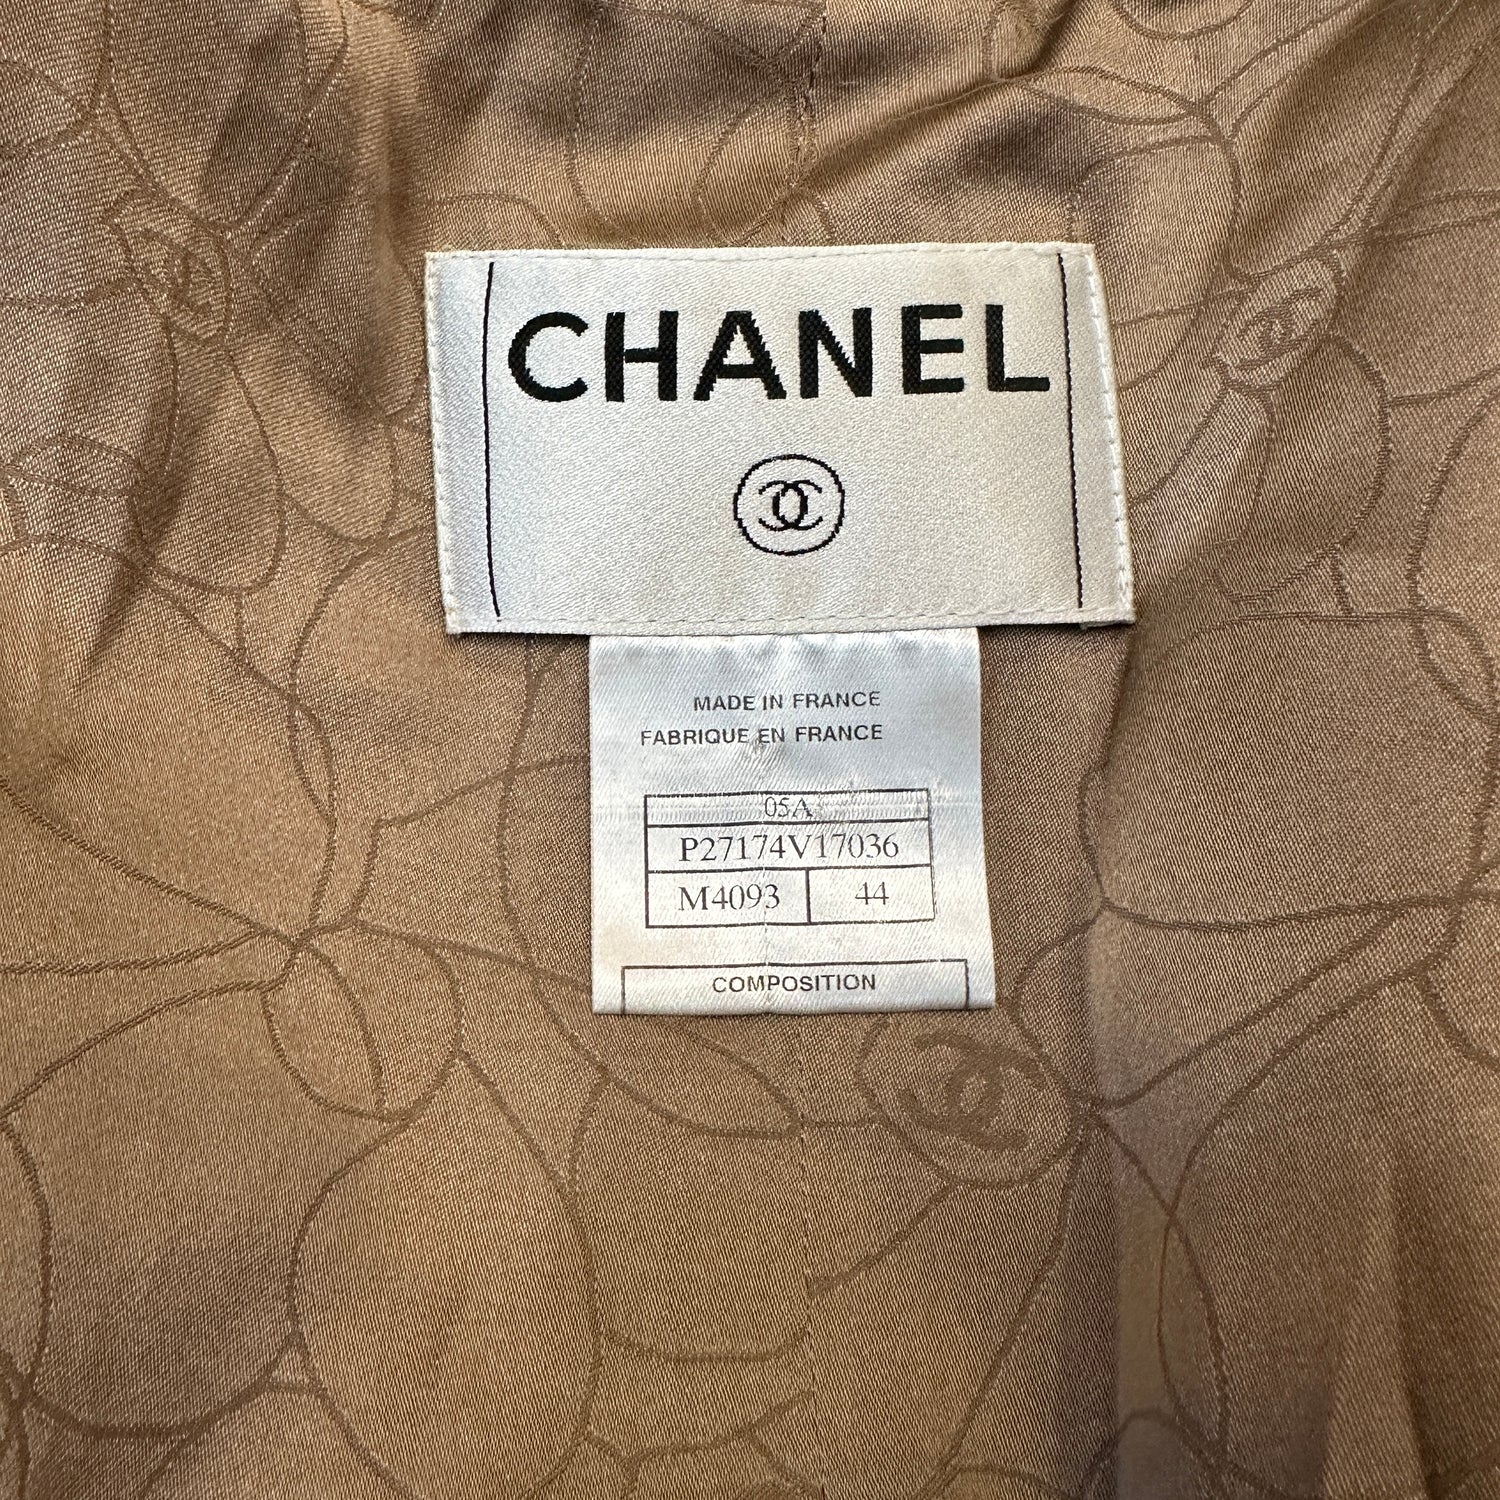 CHANEL
MADE IN FRANCE
FABRIQUE EN FRANCE
05A
P27174V17036
M4093 44
COMPOSITION